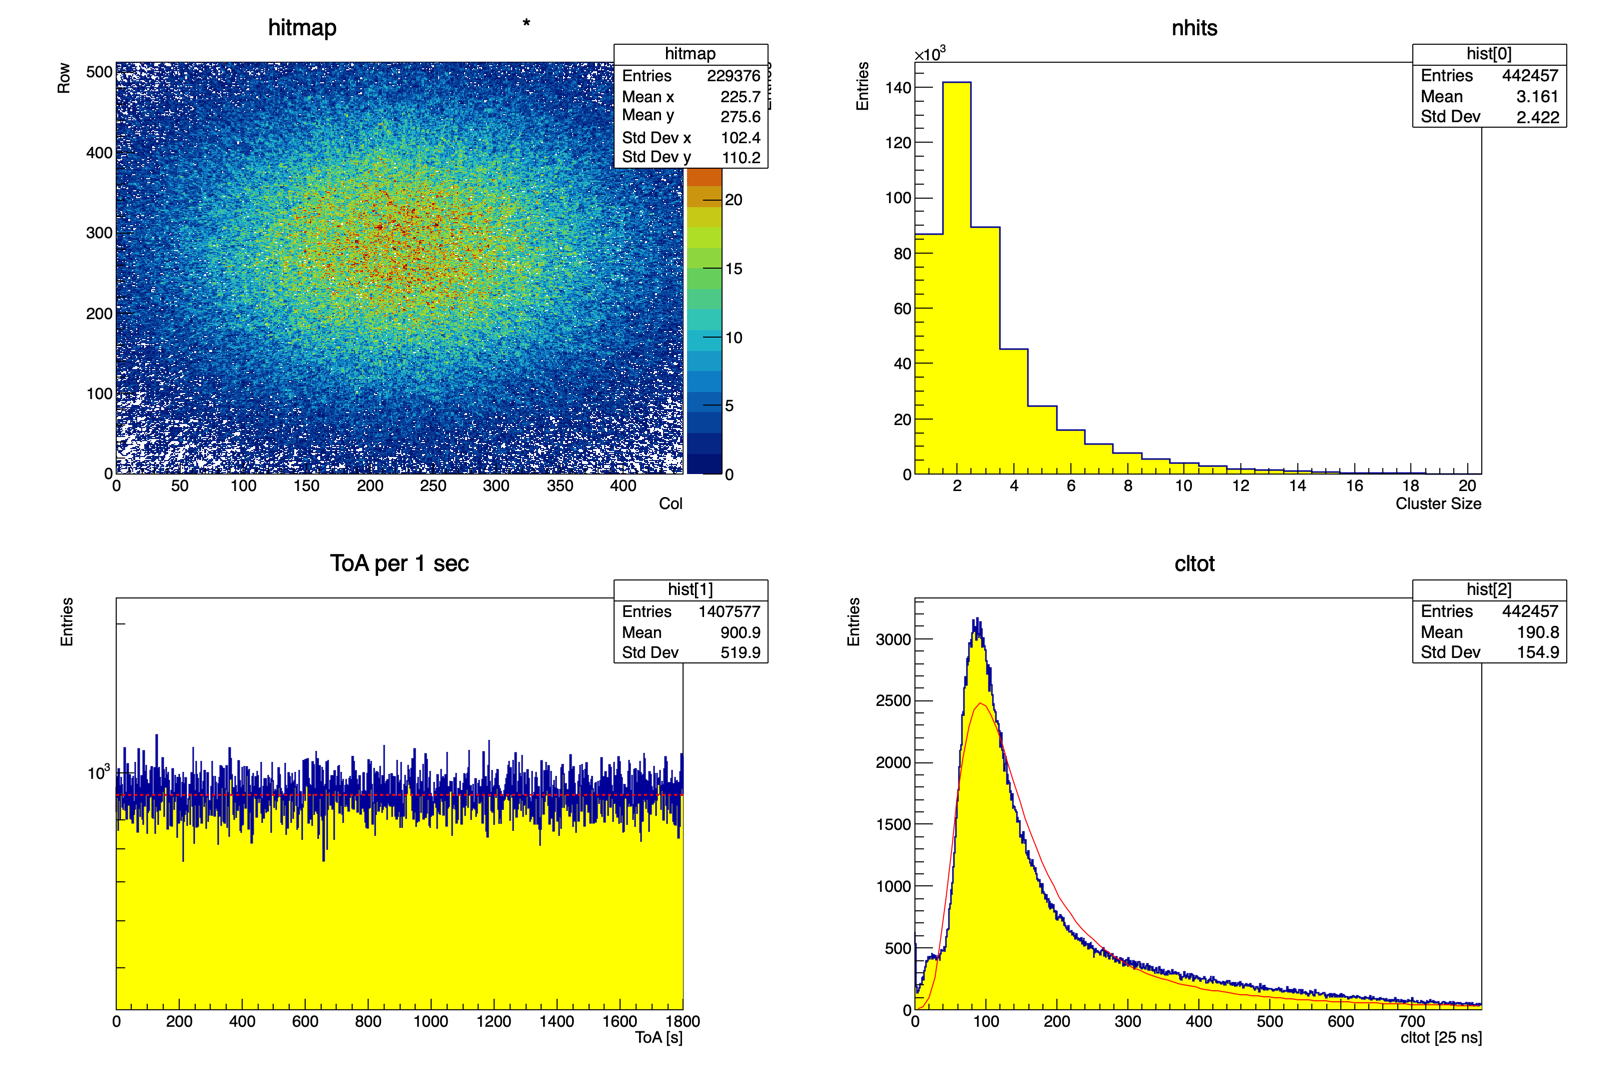 hitmap *
hitmap
Entries 229376
Mean x 225.7
Mean y 275.6
Std Dev x 102.4
Std Dev y 110.2
Row
500
400
300
200
100
0
0 50 100 150 200 250 300 350 400
Col
20
15
10
5
0
nhits
hist[0]
Entries 442457
Mean 3.161
Std Dev 2.422
×10³
Entries
140
120
100
80
60
40
20
0
2 4 6 8 10 12 14 16 18 20
Cluster Size
ToA per 1 sec
hist[1]
Entries 1407577
Mean 900.9
Std Dev 519.9
Entries
10³
0 200 400 600 800 1000 1200 1400 1600 1800
ToA [s]
cltot
hist[2]
Entries 442457
Mean 190.8
Std Dev 154.9
Entries
3000
2500
2000
1500
1000
500
0
0 100 200 300 400 500 600 700
cltot [25 ns]